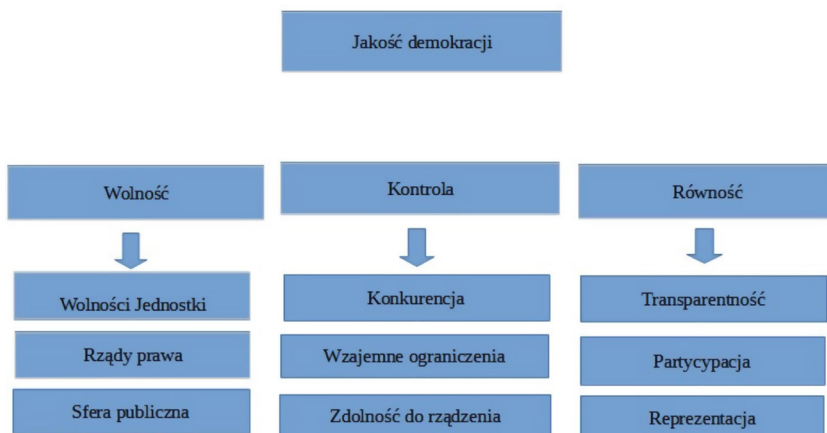 Jakość demokracji
Wolność
Kontrola
Równość
Wolności Jednostki
Konkurencja
Transparentność
Rządy prawa
Wzajemne ograniczenia
Partycypacja
Sfera publiczna
Zdolność do rządzenia
Reprezentacja